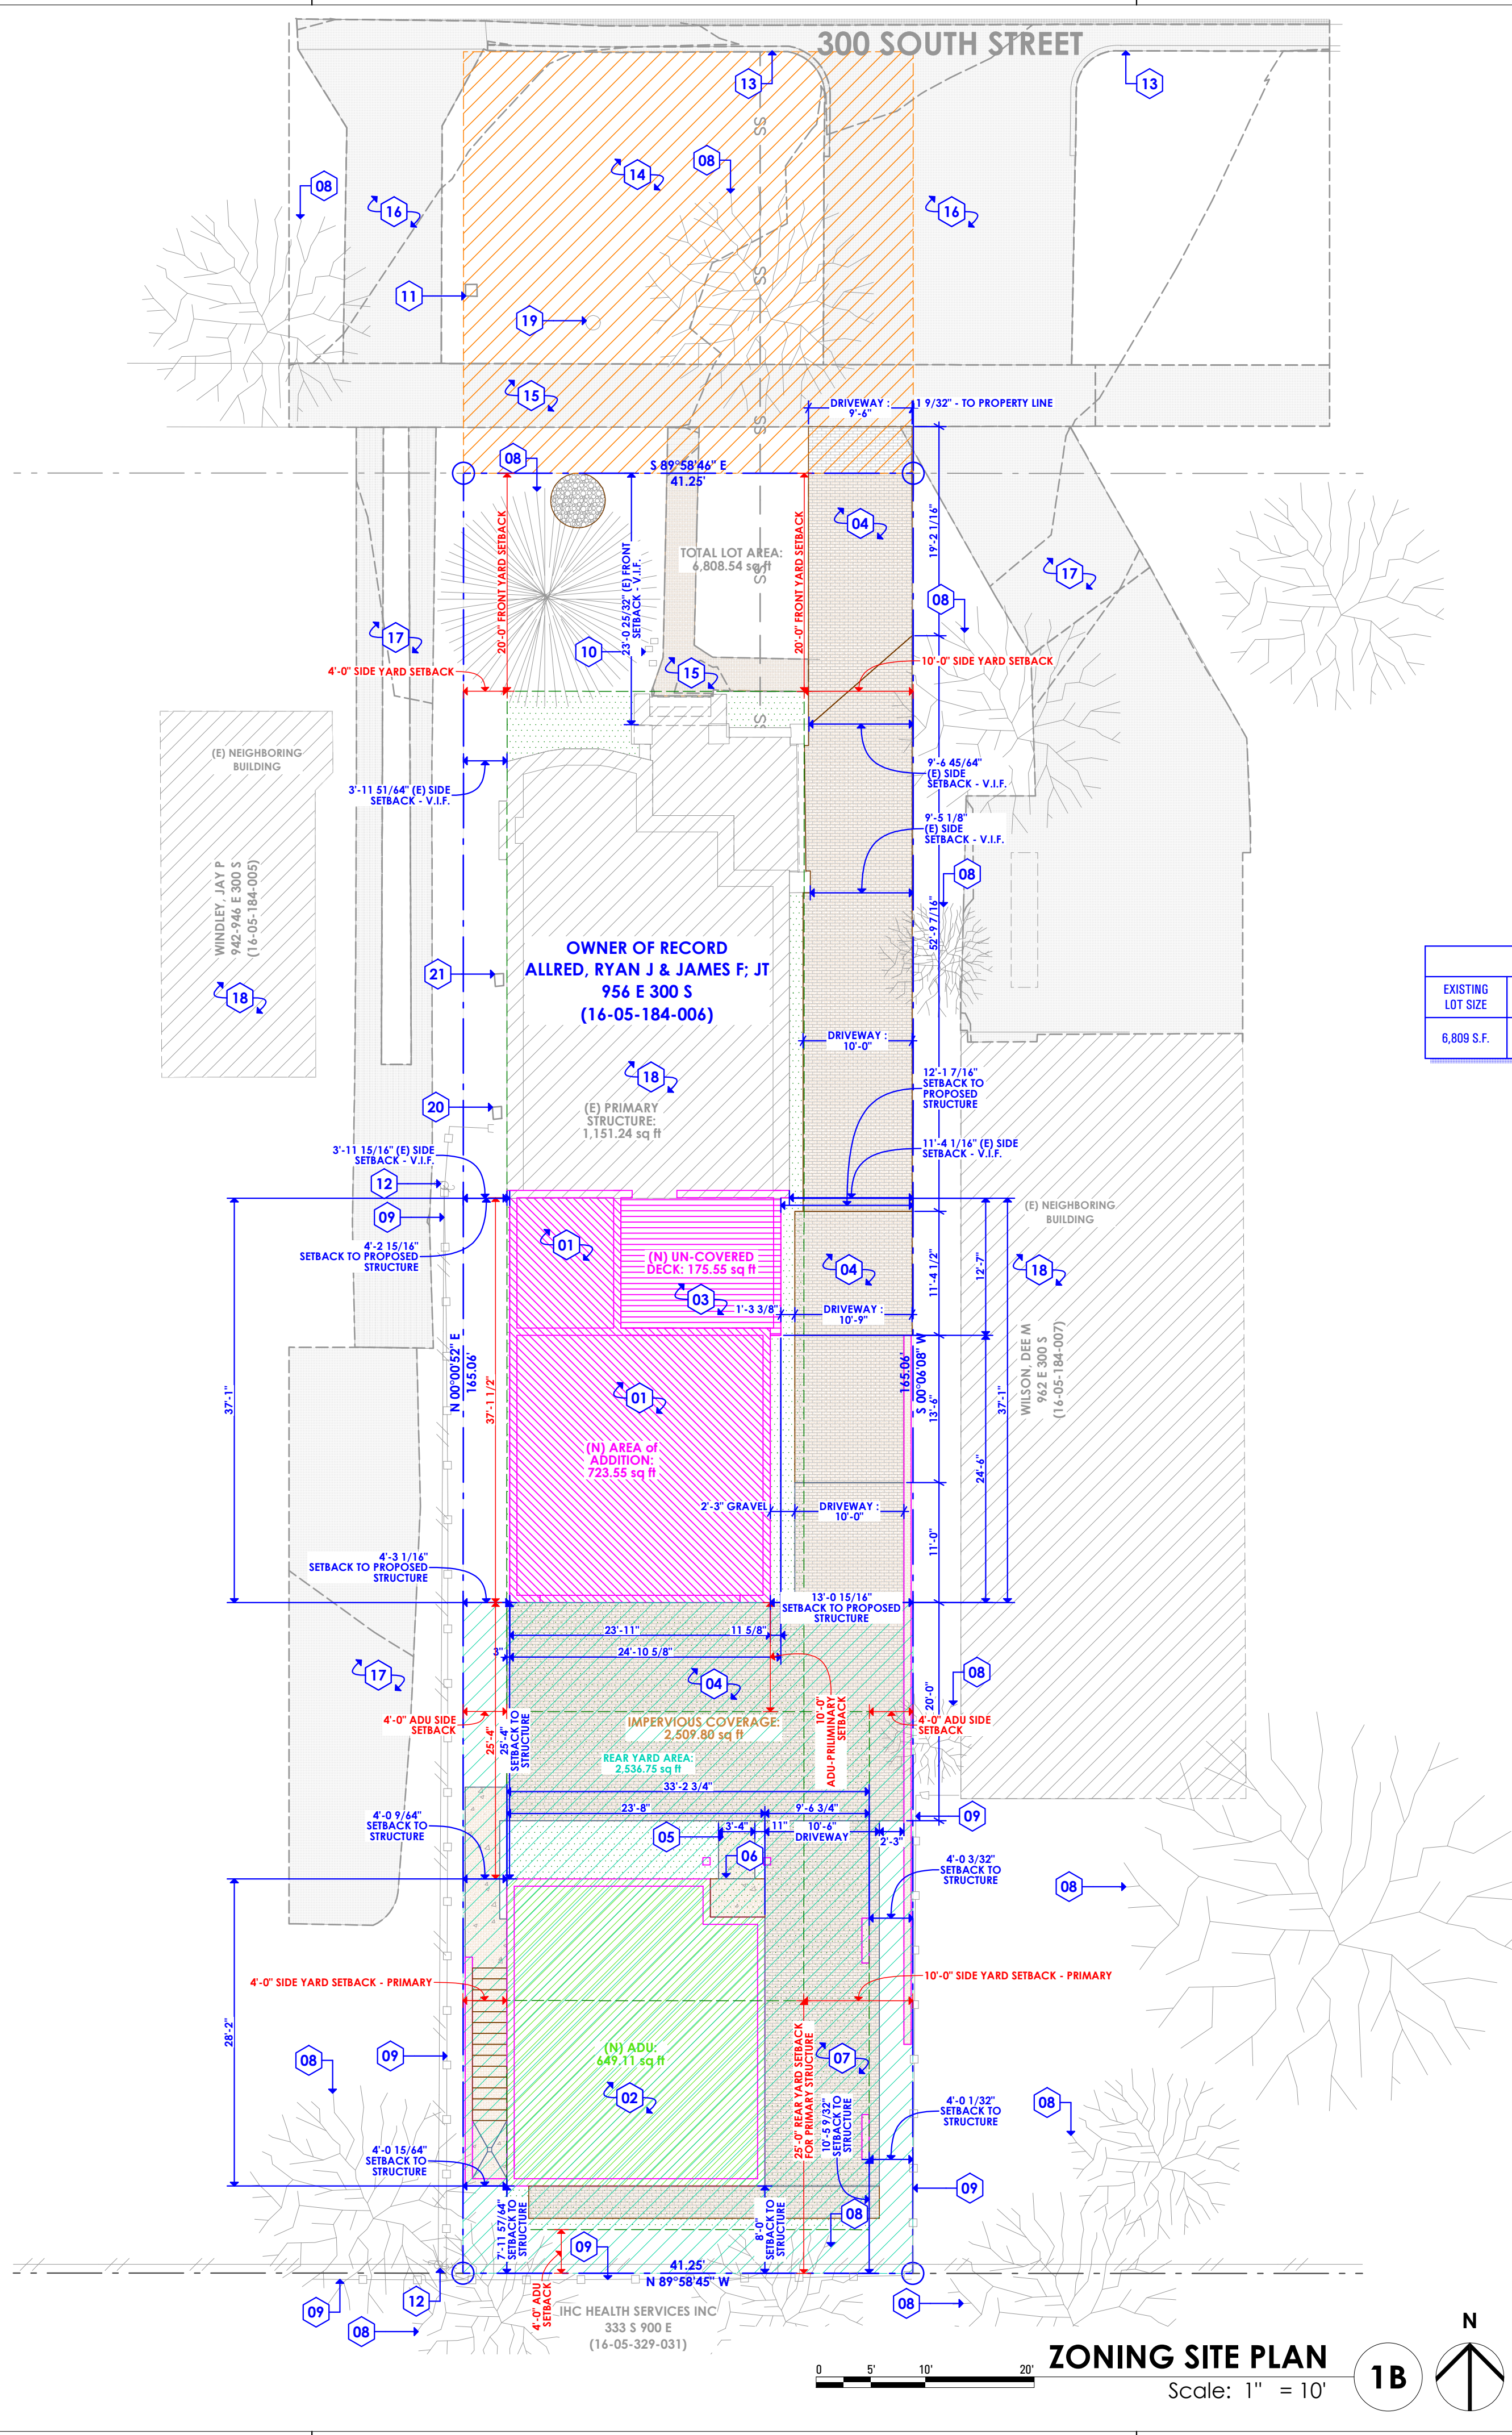 300 SOUTH STREET
13
13
08
14
08
16
16
11
19
SS
SS
15
DRIVEWAY :
9'-6"
1 9/32" - TO PROPERTY LINE
SS
08
S 89°58'46" E
41.25'
04
19'-2 1/16"
20'-0" FRONT YARD SETBACK
23'-0 25/32" (E) FRONT
SETBACK - V.I.F.
TOTAL LOT AREA:
6,808.54 sq ft
SS
20'-0" FRONT YARD SETBACK
17
08
17
10
15
4'-0" SIDE YARD SETBACK
10'-0" SIDE YARD SETBACK
SS
(E) NEIGHBORING
BUILDING
3'-11 51/64" (E) SIDE
SETBACK - V.I.F.
9'-6 45/64"
(E) SIDE
SETBACK - V.I.F.
9'-5 1/8"
(E) SIDE
SETBACK - V.I.F.
08
WINDLEY, JAY P
942-946 E 300 S
(16-05-184-005)
18
52'-9 7/16"
OWNER OF RECORD
ALLRED, RYAN J & JAMES F; JT
956 E 300 S
(16-05-184-006)
21
EXISTING
LOT SIZE
6,809 S.F.
DRIVEWAY :
10'-0"
18
(E) PRIMARY
STRUCTURE:
1,151.24 sq ft
12'-1 7/16"
SETBACK TO
PROPOSED
STRUCTURE
20
11'-4 1/16" (E) SIDE
SETBACK - V.I.F.
3'-11 15/16" (E) SIDE
SETBACK - V.I.F.
12
09
4'-2 15/16"
SETBACK TO PROPOSED
STRUCTURE
(E) NEIGHBORING
BUILDING
18
WILSON, DEE M
962 E 300 S
(16-05-184-007)
01
(N) UN-COVERED
DECK: 175.55 sq ft
03
04
1'-3 3/8"
DRIVEWAY :
10'-9"
11'-4 1/2"
12'-7"
N 00°00'52" E
165.06'
165.06'
S 00°06'08" W
37'-1"
37'-1 1/2"
13'-6"
37'-1"
24'-6"
01
(N) AREA of
ADDITION:
723.55 sq ft
2'-3" GRAVEL
DRIVEWAY :
10'-0"
11'-0"
4'-3 1/16"
SETBACK TO PROPOSED
STRUCTURE
13'-0 15/16"
SETBACK TO PROPOSED
STRUCTURE
23'-11"
11 5/8"
3"
24'-10 5/8"
17
04
08
20'-0"
4'-0" ADU SIDE
SETBACK
4'-0" ADU SIDE
SETBACK
25'-4"
25'-4"
SETBACK TO
STRUCTURE
IMPERVIOUS COVERAGE:
2,509.80 sq ft
REAR YARD AREA:
2,536.75 sq ft
10'-0"
ADU-PRILIMINARY
SETBACK
33'-2 3/4"
23'-8"
9'-6 3/4"
4'-0 9/64"
SETBACK TO
STRUCTURE
05
3'-4"
11"
10'-6"
DRIVEWAY
2'-3"
09
06
4'-0 3/32"
SETBACK TO
STRUCTURE
08
4'-0" SIDE YARD SETBACK - PRIMARY
10'-0" SIDE YARD SETBACK - PRIMARY
28'-2"
(N) ADU:
649.11 sq ft
02
08
09
25'-0" REAR YARD SETBACK
FOR PRIMARY STRUCTURE
07
10'-5 9/32"
SETBACK TO
STRUCTURE
4'-0 1/32"
SETBACK TO
STRUCTURE
08
4'-0 15/64"
SETBACK TO
STRUCTURE
09
08
7'-11 57/64"
SETBACK TO
STRUCTURE
8'-0"
SETBACK TO
STRUCTURE
09
4'-0" ADU
SETBACK
41.25'
N 89°58'45" W
09
12
08
08
IHC HEALTH SERVICES INC
333 S 900 E
(16-05-329-031)
0 5' 10' 20'
ZONING SITE PLAN
Scale: 1" = 10'
1B
N